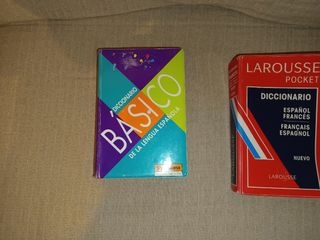 DICCIONARIO
BÁSICO
DE LA LENGUA ESPAÑOLA
LAROUSSE
POCKET
DICCIONARIO
ESPAÑOL
FRANCÉS
FRANÇAIS
ESPAGNOL
NUEVO
LAROUSSE